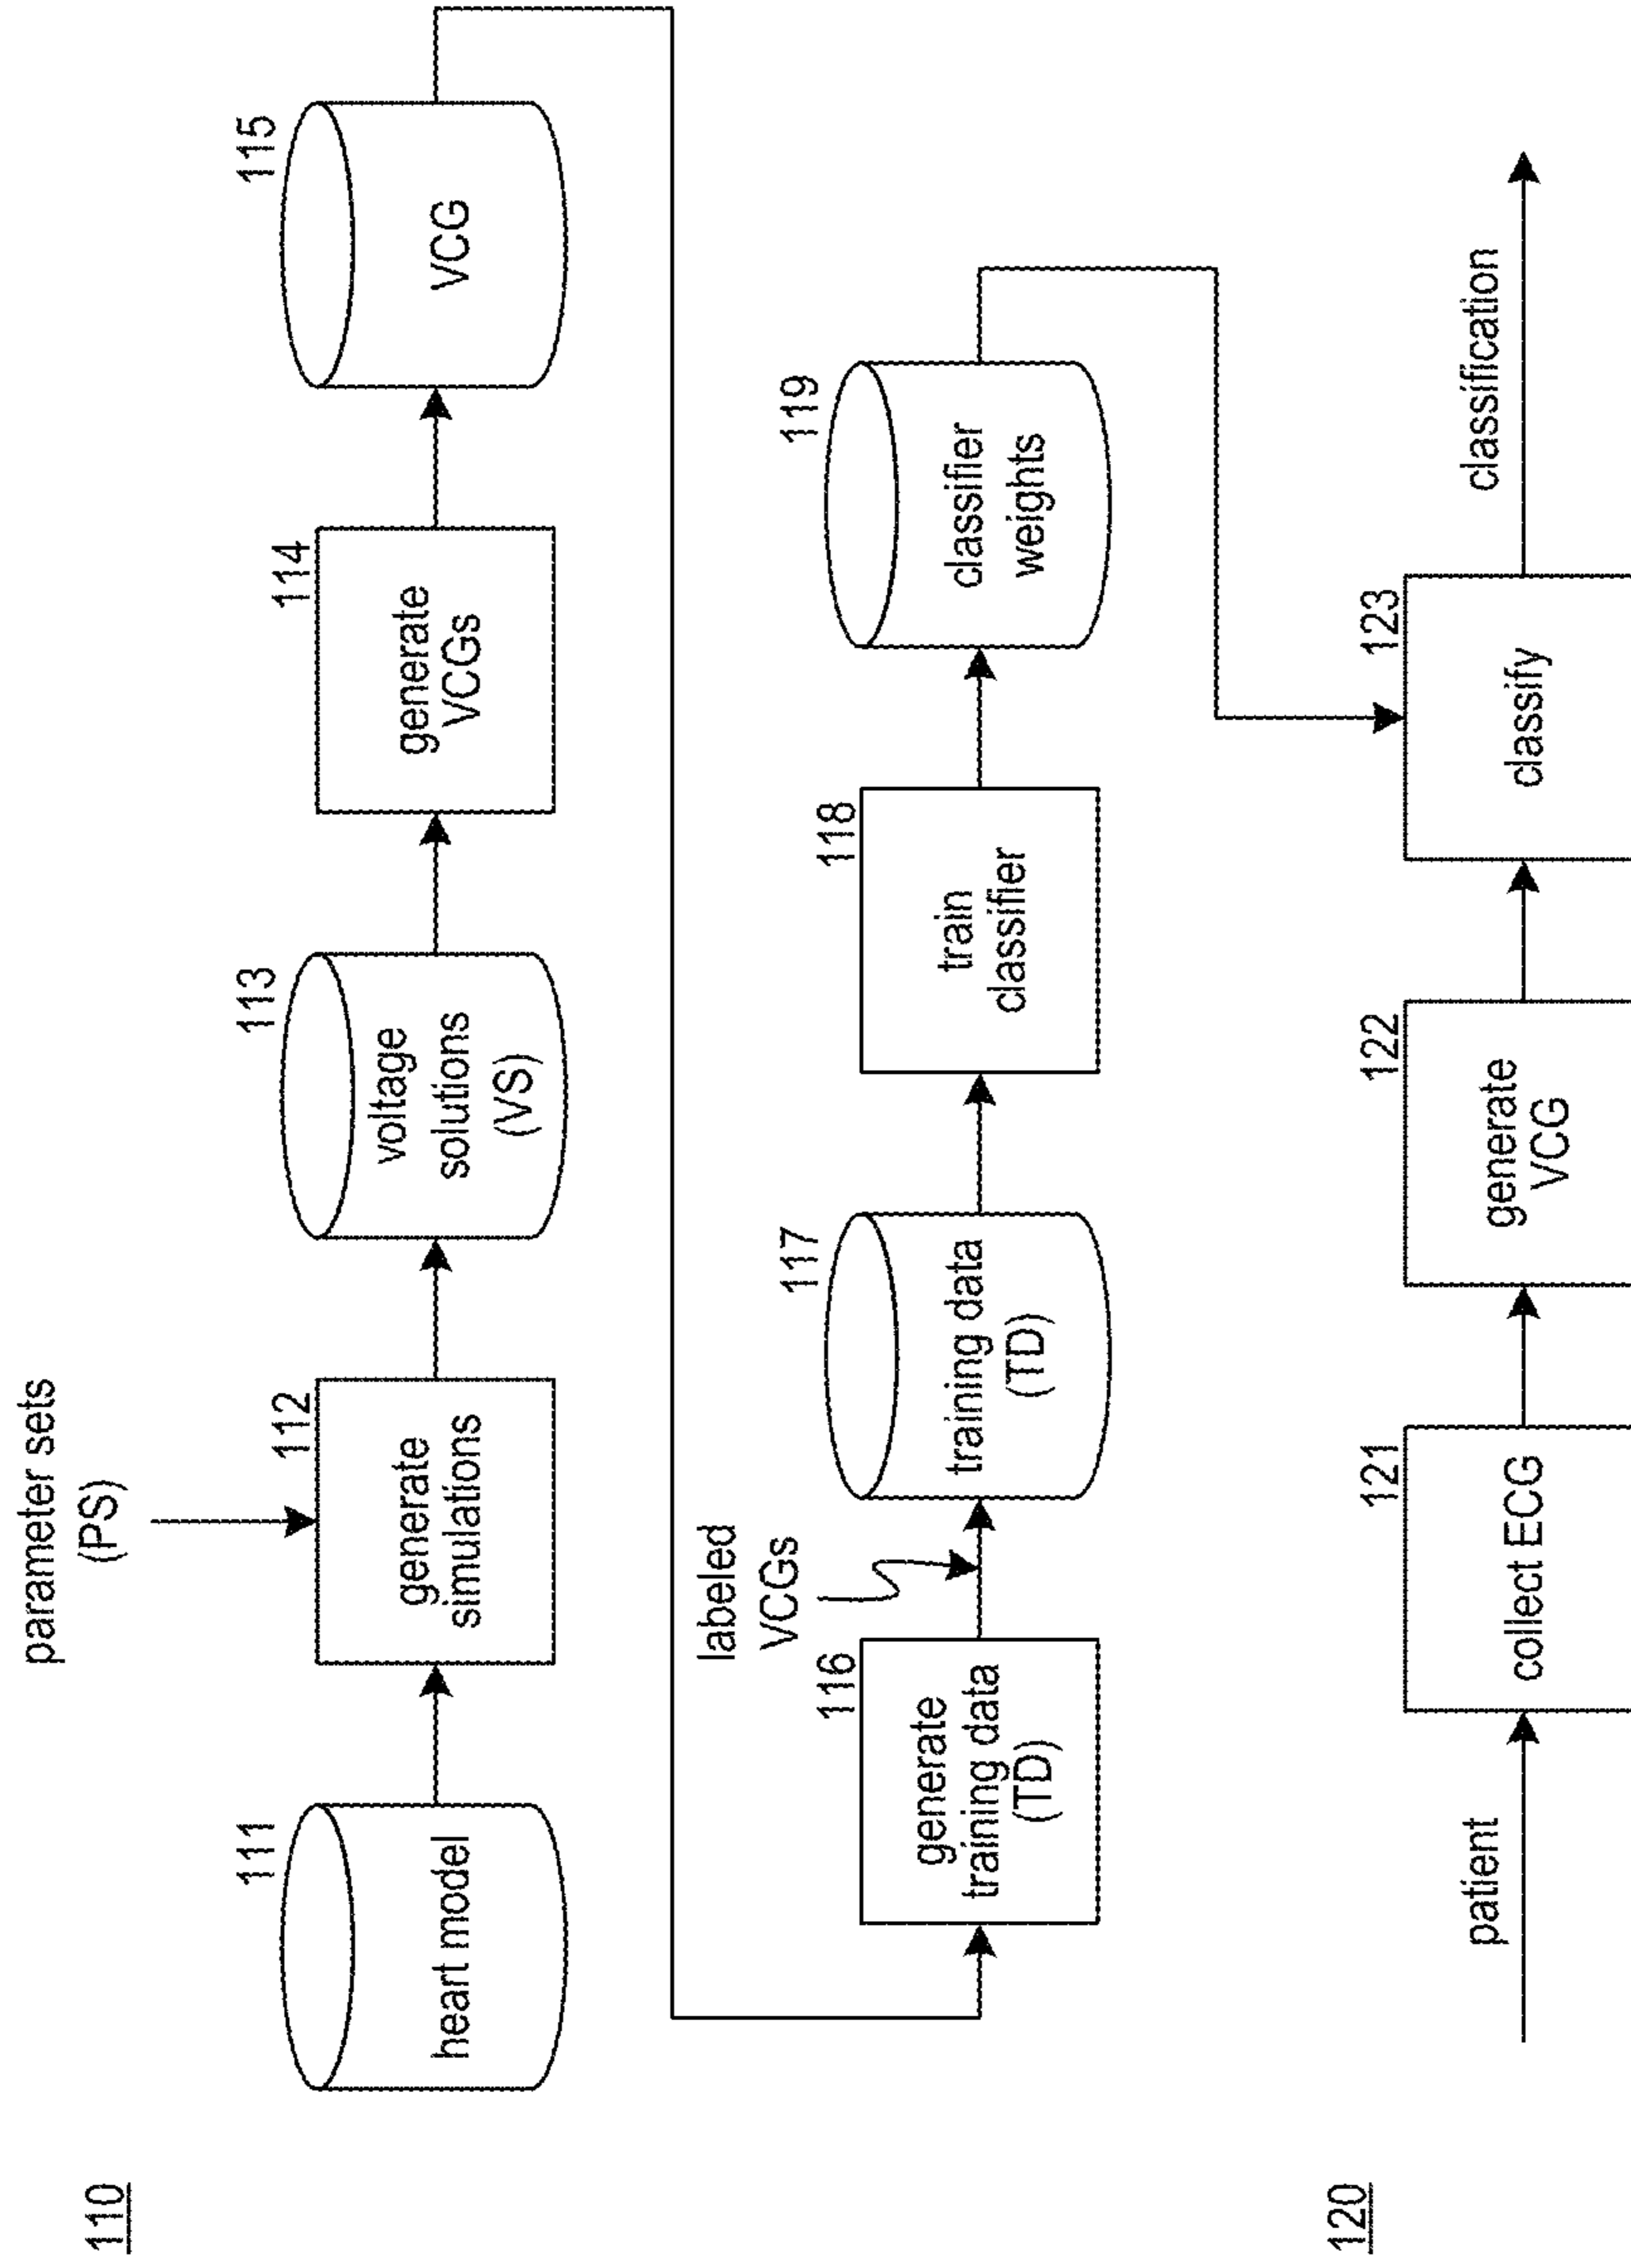 110
parameter sets
(PS)
111
heart model
112
generate
simulations
113
voltage
solutions
(VS)
114
generate
VCGs
115
VCG
116
generate
training data
(TD)
labeled
VCGs
117
training data
(TD)
118
train
classifier
119
classifier
weights
120
patient
121
collect ECG
122
generate
VCG
123
classify
classification